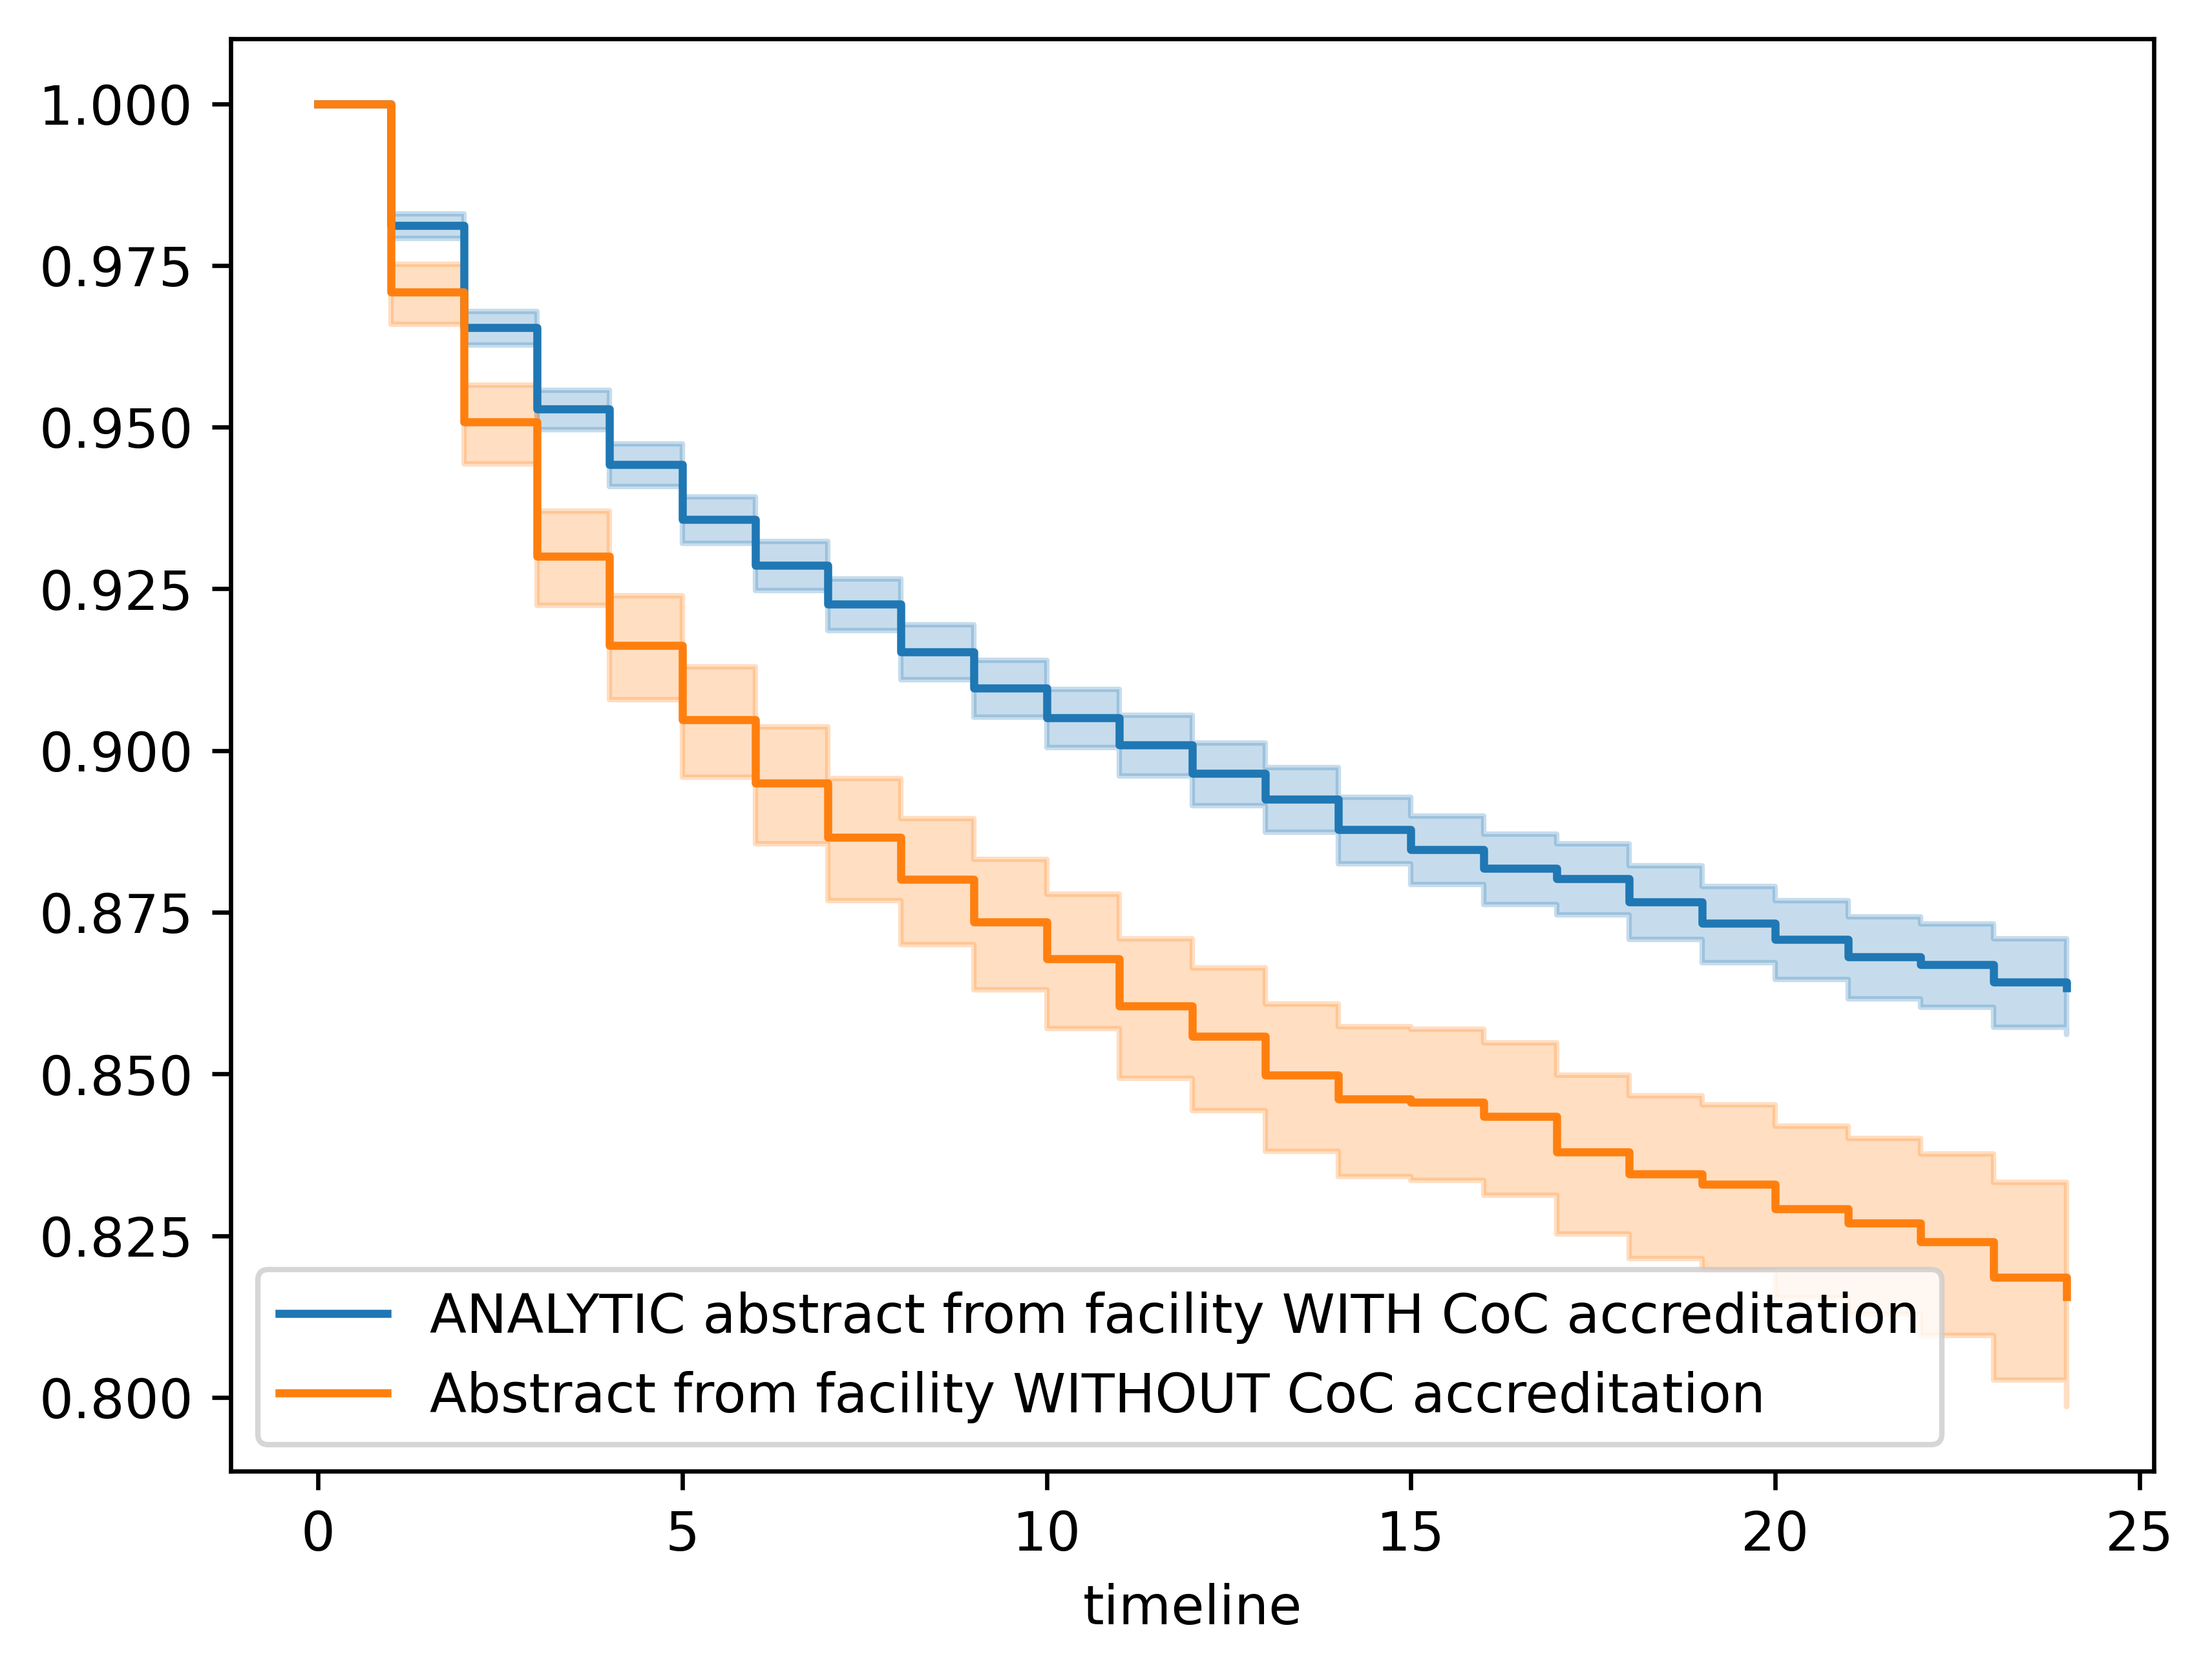 1.000
0.975
0.950
0.925
0.900
0.875
0.850
0.825
0.800
ANALYTIC abstract from facility WITH CoC accreditation
Abstract from facility WITHOUT CoC accreditation
0 5 10 15 20 25
timeline